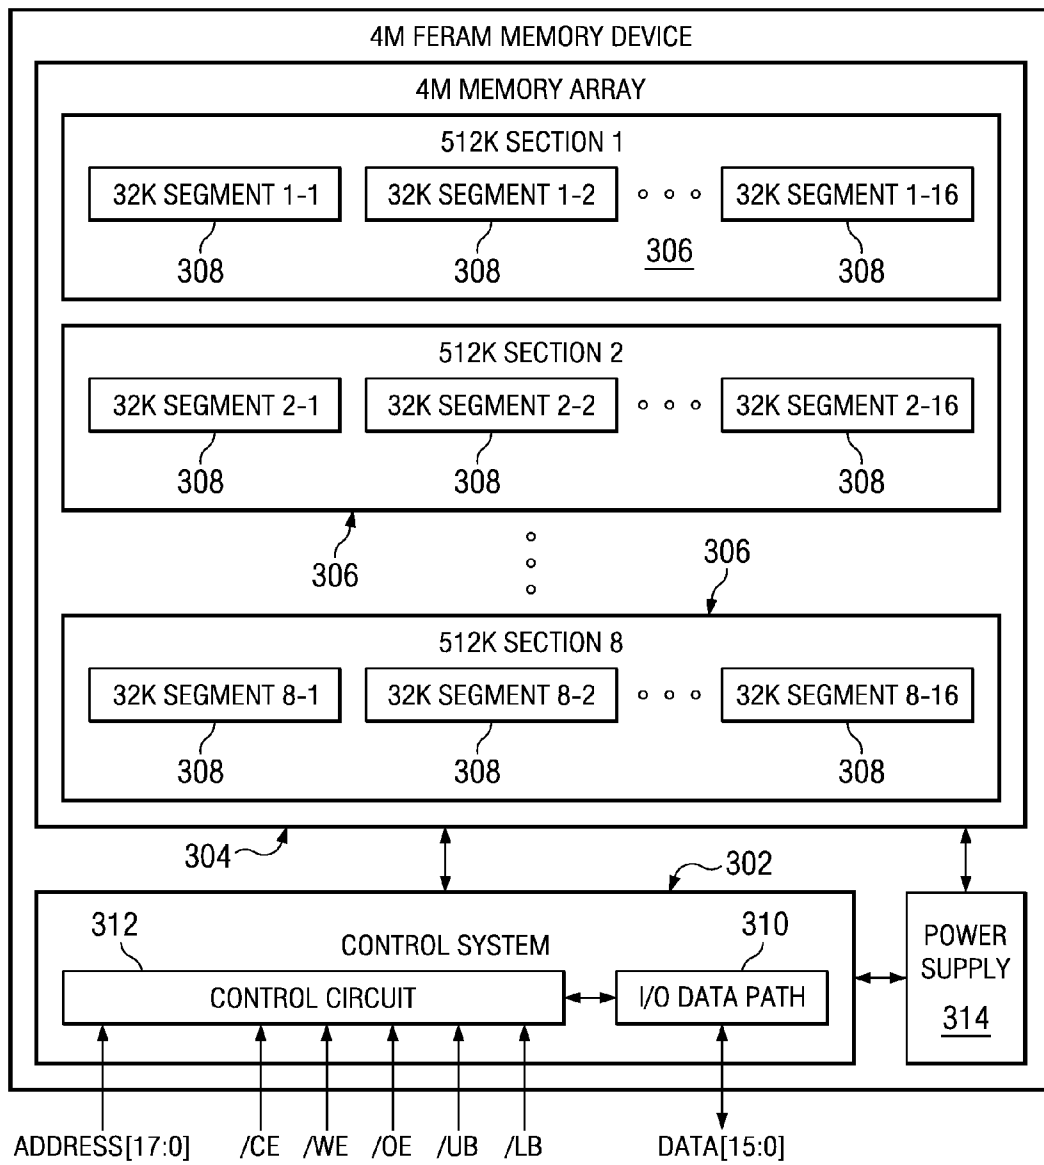 4M FERAM MEMORY DEVICE
4M MEMORY ARRAY
512K SECTION 1
32K SEGMENT 1-1
32K SEGMENT 1-2
32K SEGMENT 1-16
308
308
306
308
512K SECTION 2
32K SEGMENT 2-1
32K SEGMENT 2-2
32K SEGMENT 2-16
308
308
308
306
306
512K SECTION 8
32K SEGMENT 8-1
32K SEGMENT 8-2
32K SEGMENT 8-16
308
308
308
304
302
312
CONTROL SYSTEM
310
CONTROL CIRCUIT
I/O DATA PATH
POWER
SUPPLY
314
ADDRESS[17:0]
/CE
/WE
/OE
/UB
/LB
DATA[15:0]